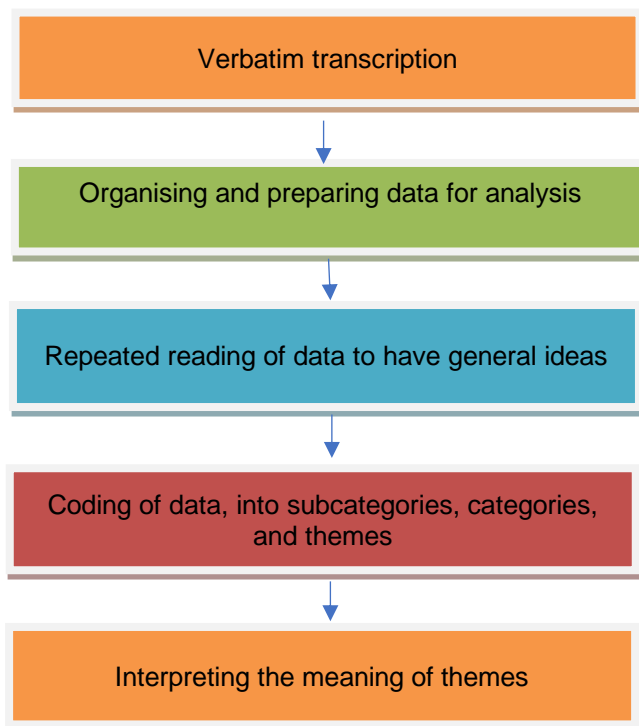 Verbatim transcription
Organising and preparing data for analysis
Repeated reading of data to have general ideas
Coding of data, into subcategories, categories,
and themes
Interpreting the meaning of themes